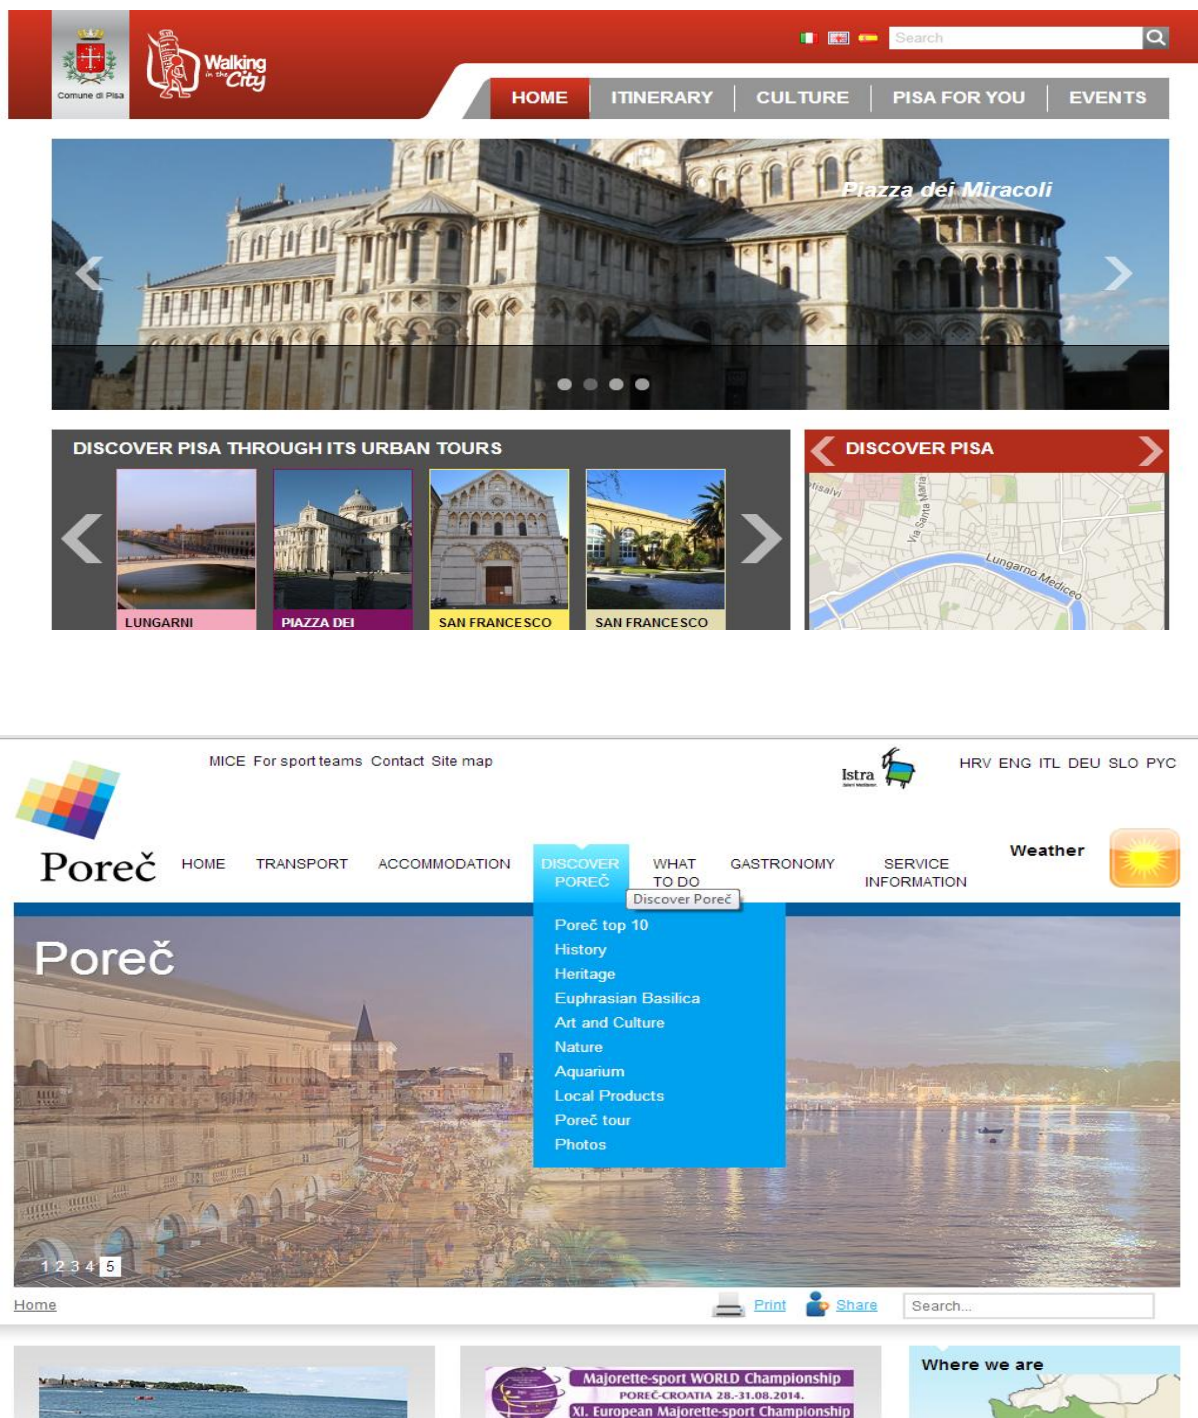 Comune di Pisa
Walking
in the City
Search
HOME ITINERARY CULTURE PISA FOR YOU EVENTS
Piazza dei Miracoli
DISCOVER PISA THROUGH ITS URBAN TOURS
LUNGARNI
PIAZZA DEI
SAN FRANCESCO
SAN FRANCESCO
DISCOVER PISA
Via Santa Maria
Lungarno Mediceo
MICE For sport teams Contact Site map
Istra
HRV ENG ITL DEU SLO PYC
Poreč
HOME
TRANSPORT
ACCOMMODATION
DISCOVER
POREČ
WHAT
TO DO
GASTRONOMY
SERVICE
INFORMATION
Weather
Discover Poreč
Poreč top 10
History
Heritage
Euphrasian Basilica
Art and Culture
Nature
Aquarium
Local Products
Poreč tour
Photos
Poreč
1 2 3 4 5
Home
Print
Share
Search...
Majorette-sport WORLD Championship
POREČ-CROATIA 28.-31.08.2014.
XI. European Majorette-sport Championship
Where we are